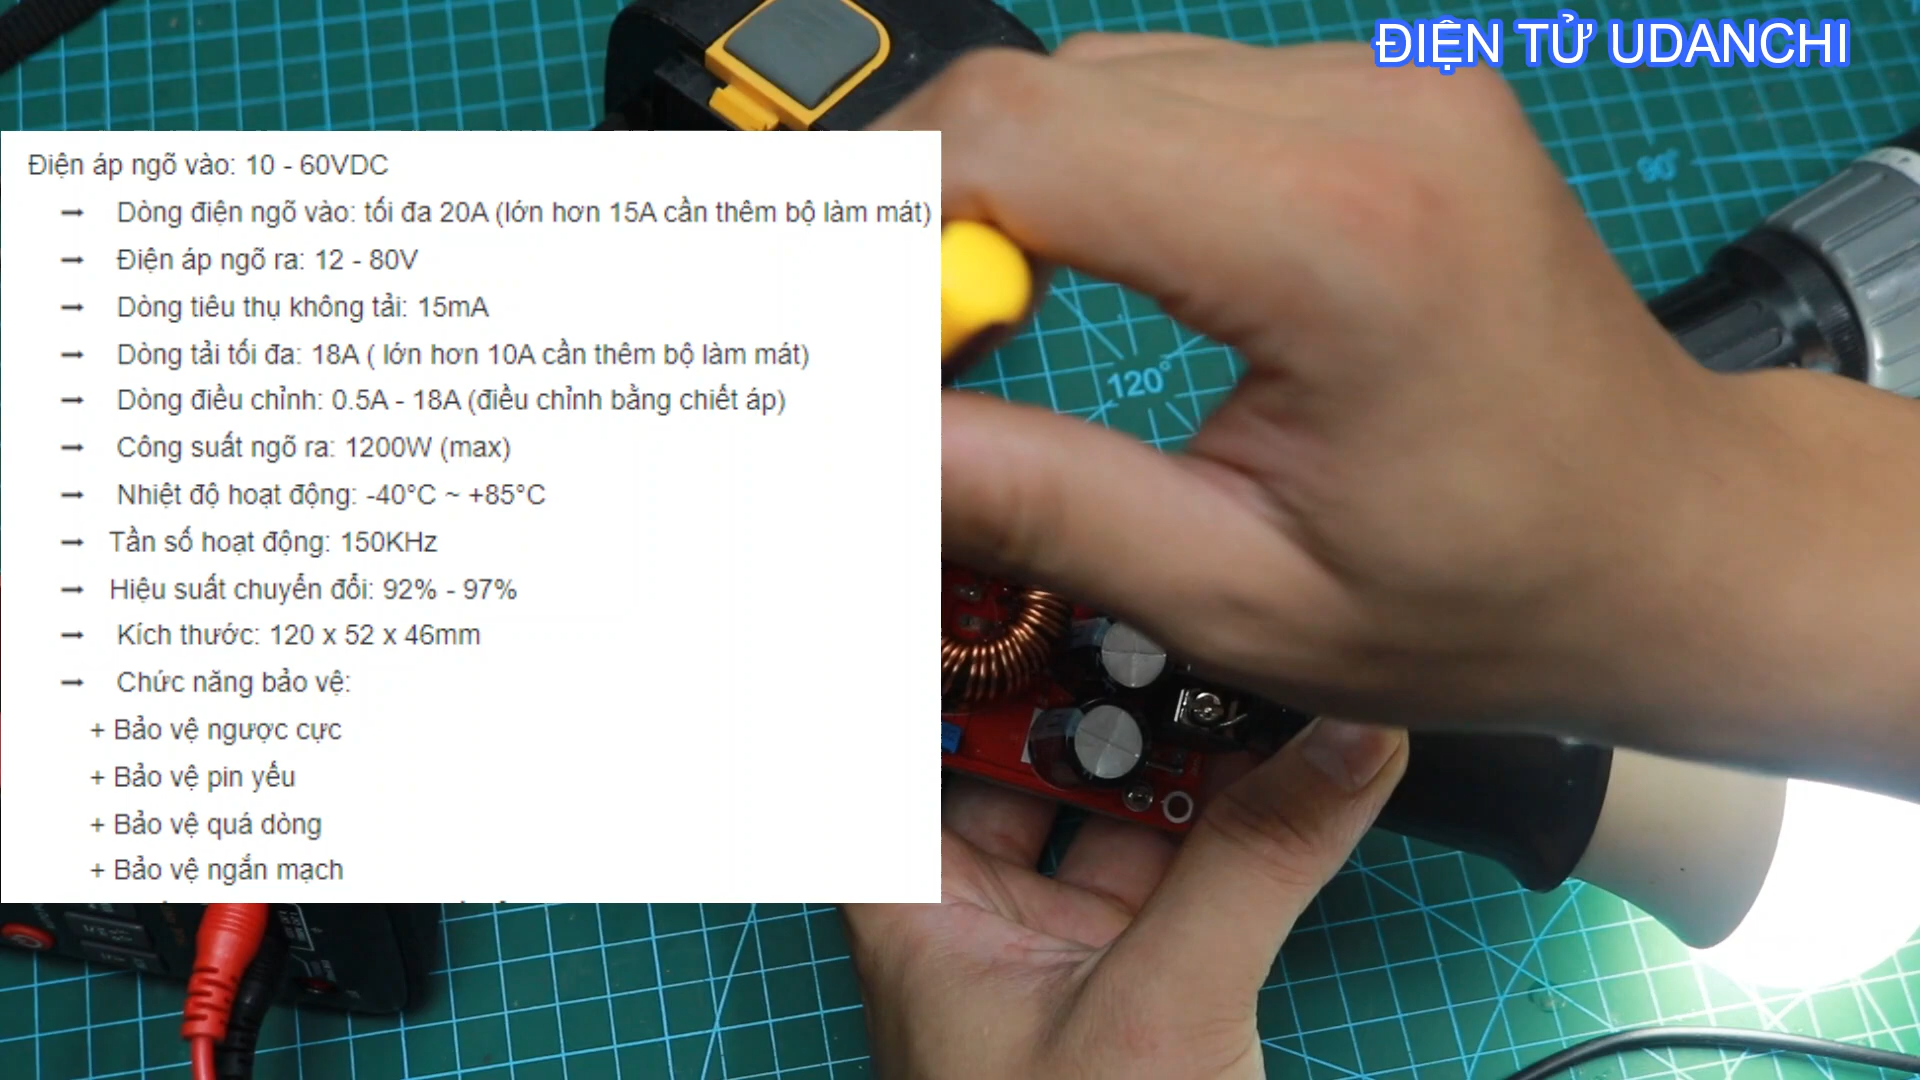 ĐIỆN TỬ UDANCHI
Điện áp ngõ vào: 10 - 60VDC
➞ Dòng điện ngõ vào: tối đa 20A (lớn hơn 15A cần thêm bộ làm mát)
➞ Điện áp ngõ ra: 12 - 80V
➞ Dòng tiêu thụ không tải: 15mA
➞ Dòng tải tối đa: 18A ( lớn hơn 10A cần thêm bộ làm mát)
➞ Dòng điều chỉnh: 0.5A - 18A (điều chỉnh bằng chiết áp)
➞ Công suất ngõ ra: 1200W (max)
➞ Nhiệt độ hoạt động: -40°C ~ +85°C
➞ Tần số hoạt động: 150KHz
➞ Hiệu suất chuyển đổi: 92% - 97%
➞ Kích thước: 120 x 52 x 46mm
➞ Chức năng bảo vệ:
+ Bảo vệ ngược cực
+ Bảo vệ pin yếu
+ Bảo vệ quá dòng
+ Bảo vệ ngắn mạch
90°
120°